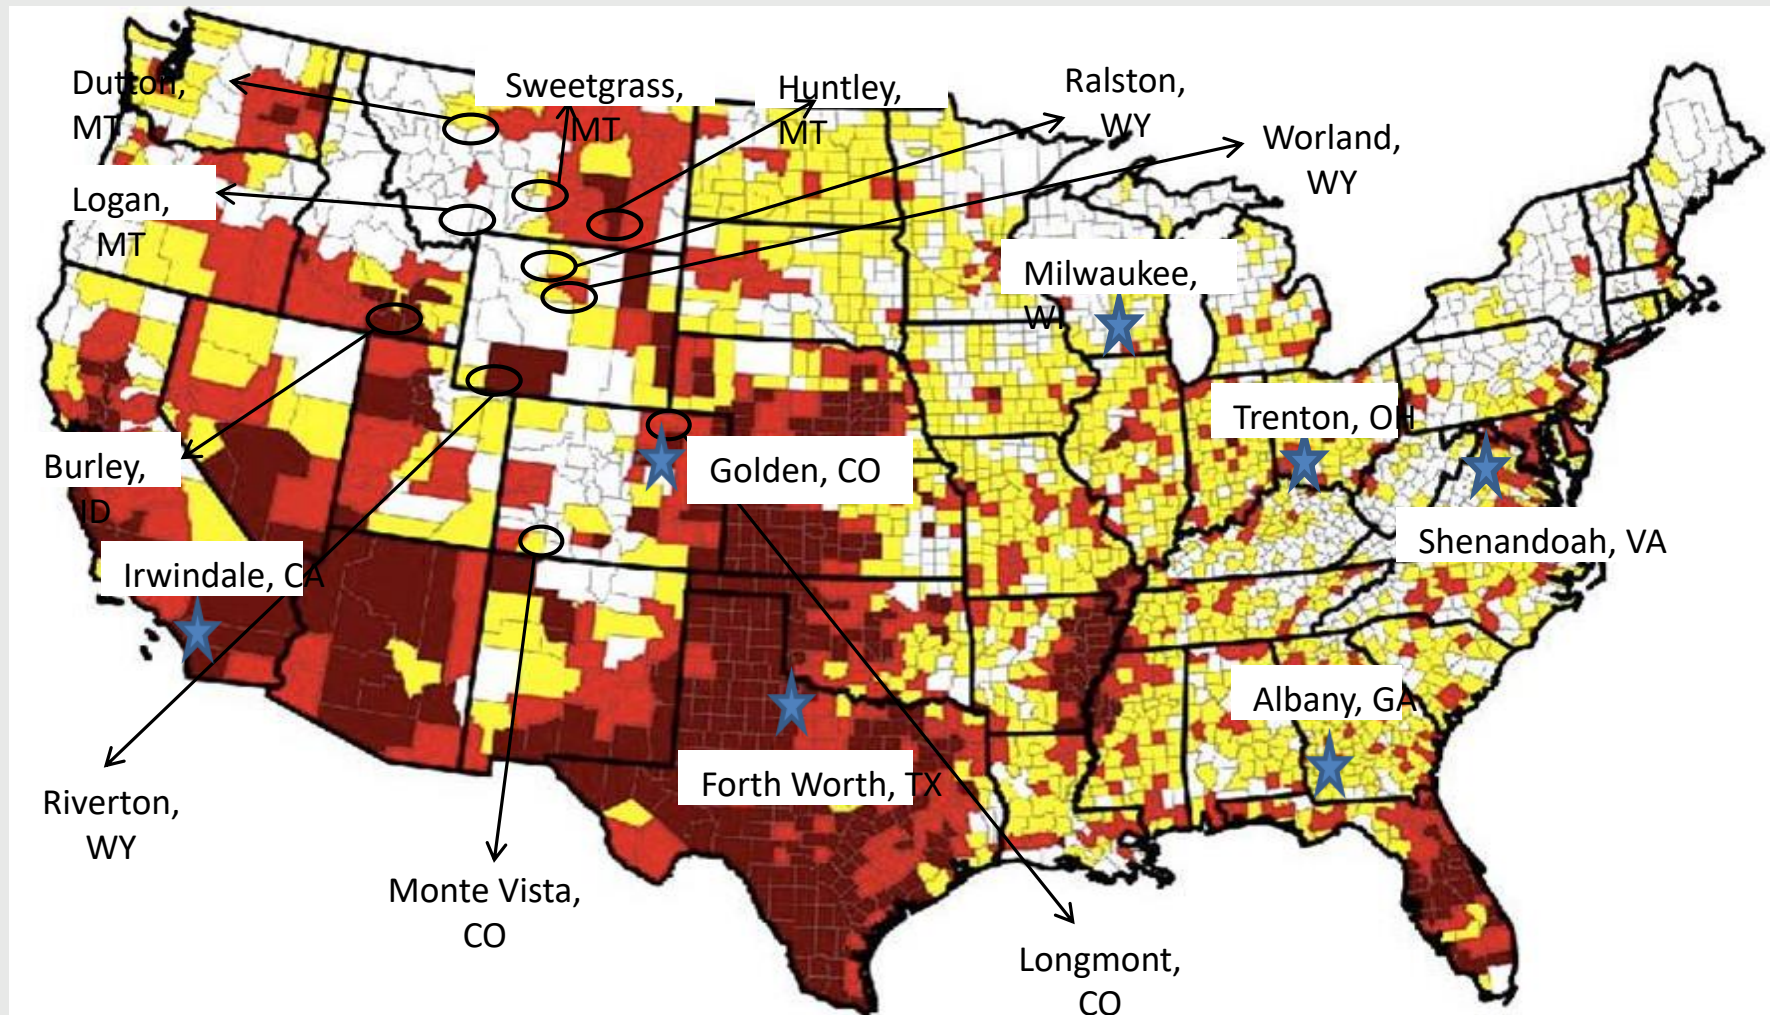 Dutton,
MT
Sweetgrass,
MT
Huntley,
MT
Ralston,
WY
Worland,
WY
Logan,
MT
Milwaukee,
WI
Trenton, OH
Burley,
ID
Golden, CO
Shenandoah, VA
Irwindale, CA
Albany, GA
Forth Worth, TX
Riverton,
WY
Monte Vista,
CO
Longmont,
CO